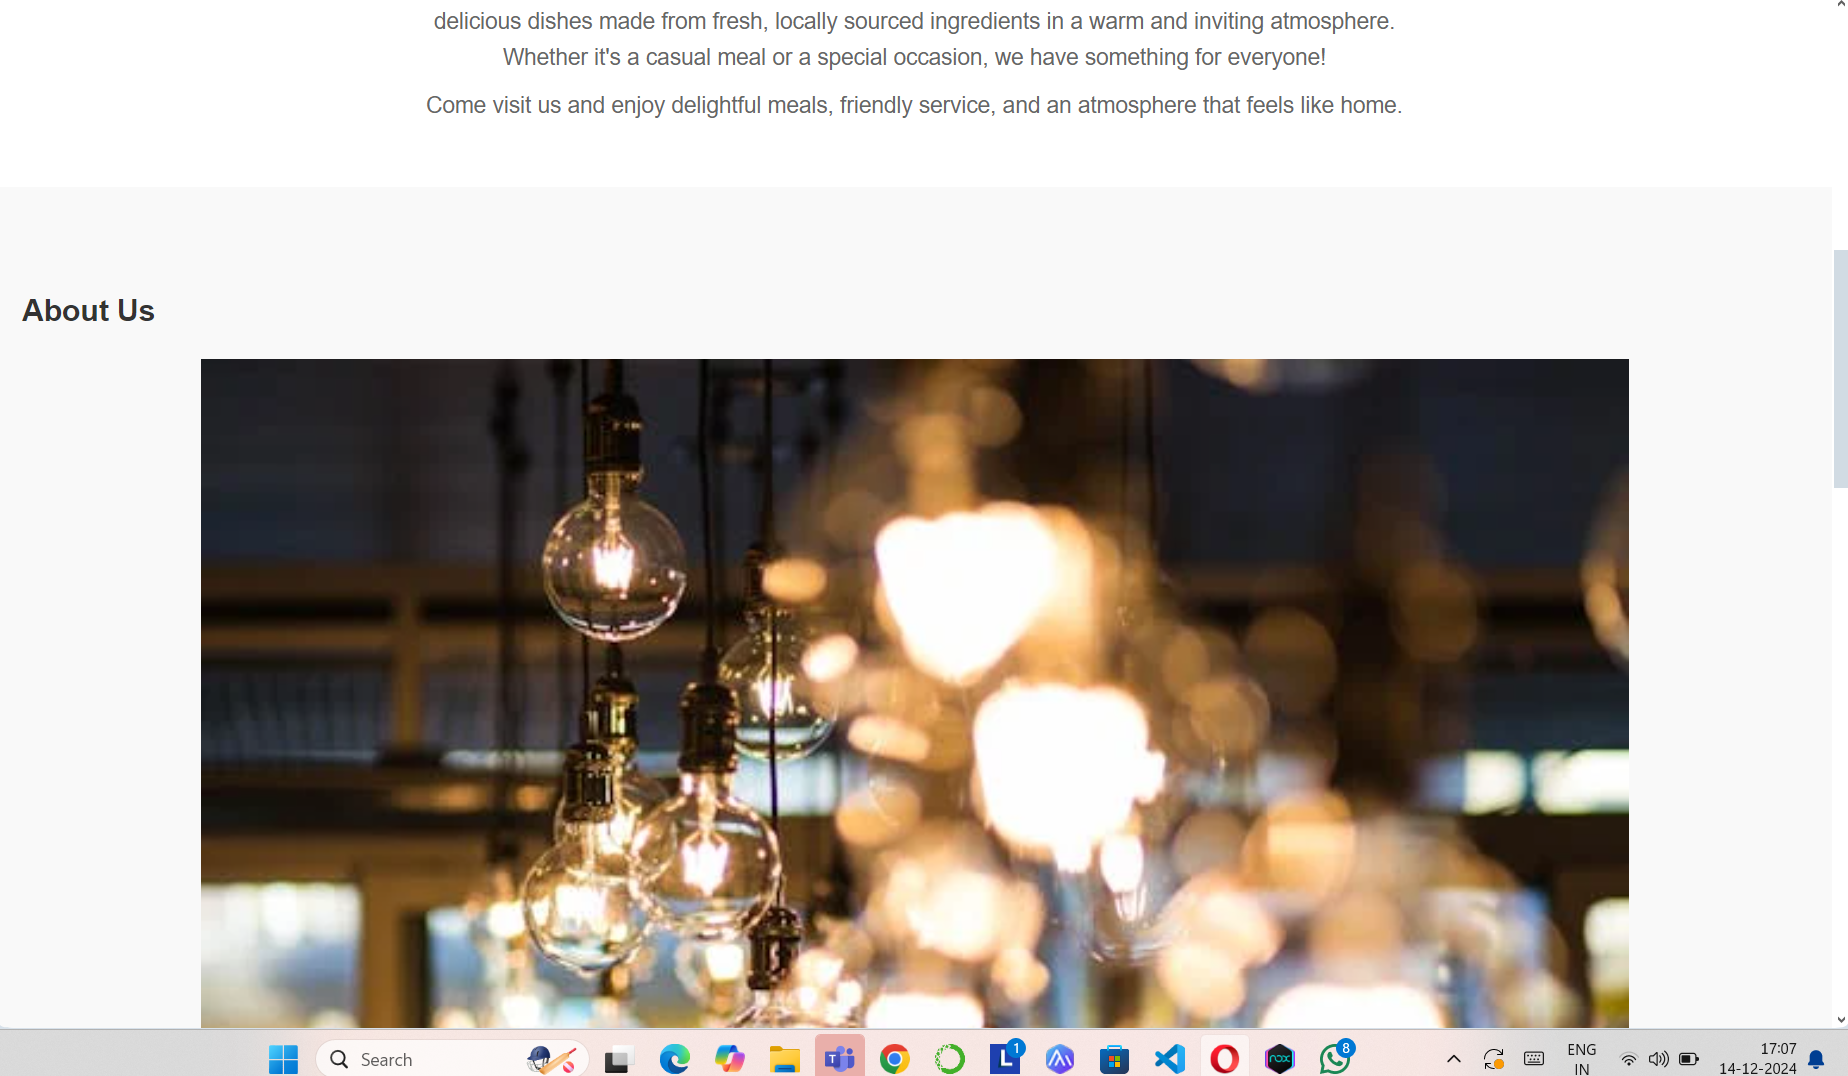 delicious dishes made from fresh, locally sourced ingredients in a warm and inviting atmosphere.
Whether it's a casual meal or a special occasion, we have something for everyone!
Come visit us and enjoy delightful meals, friendly service, and an atmosphere that feels like home.
About Us
Search
T
L
1
nox
8
ENG
IN
17:07
14-12-2024